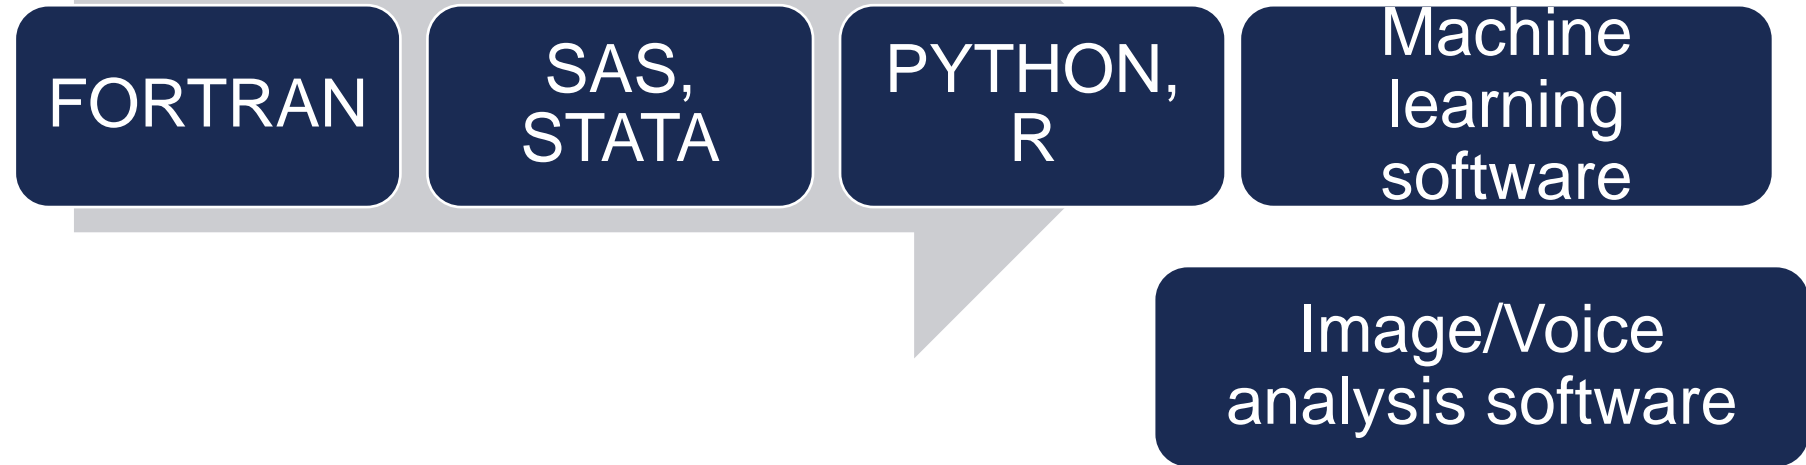 FORTRAN
SAS,
STATA
PYTHON,
R
Machine
learning
software
Image/Voice
analysis software